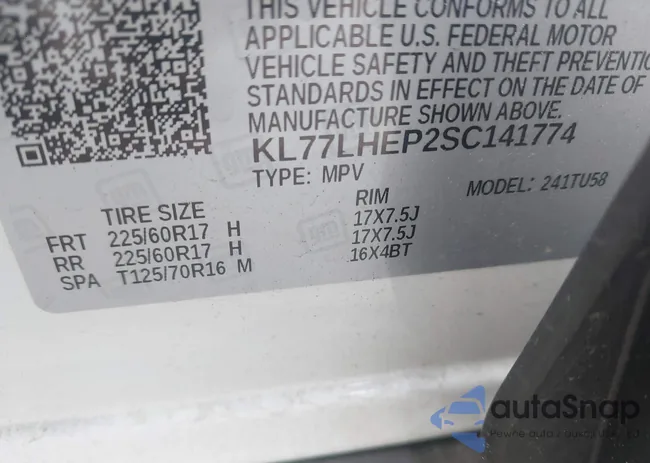 THIS VEHICLE CONFORMS TO ALL
APPLICABLE U.S. FEDERAL MOTOR
VEHICLE SAFETY AND THEFT PREVENTIO
STANDARDS IN EFFECT ON THE DATE OF
MANUFACTURE SHOWN ABOVE.
KL77LHEP2SC141774
TYPE: MPV
MODEL: 241TU58
TIRE SIZE RIM
FRT 225/60R17 H 17X7.5J
RR 225/60R17 H 17X7.5J
SPA T125/70R16 M 16X4BT
autaSnap